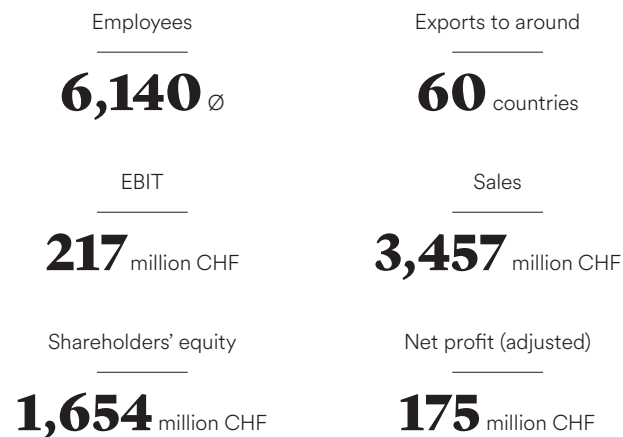 Employees
6,140 Ø
Exports to around
60 countries
EBIT
217 million CHF
Sales
3,457 million CHF
Shareholders’ equity
1,654 million CHF
Net profit (adjusted)
175 million CHF